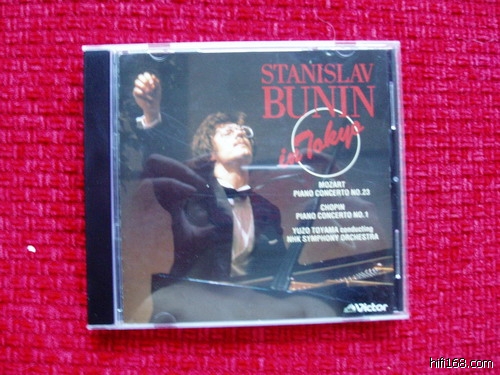 STANISLAV
BUNIN
in Tokyo
MOZART
PIANO CONCERTO NO.23
CHOPIN
PIANO CONCERTO NO.1
YUZO TOYAMA conducting
NHK SYMPHONY ORCHESTRA
Victor
hifi168.com